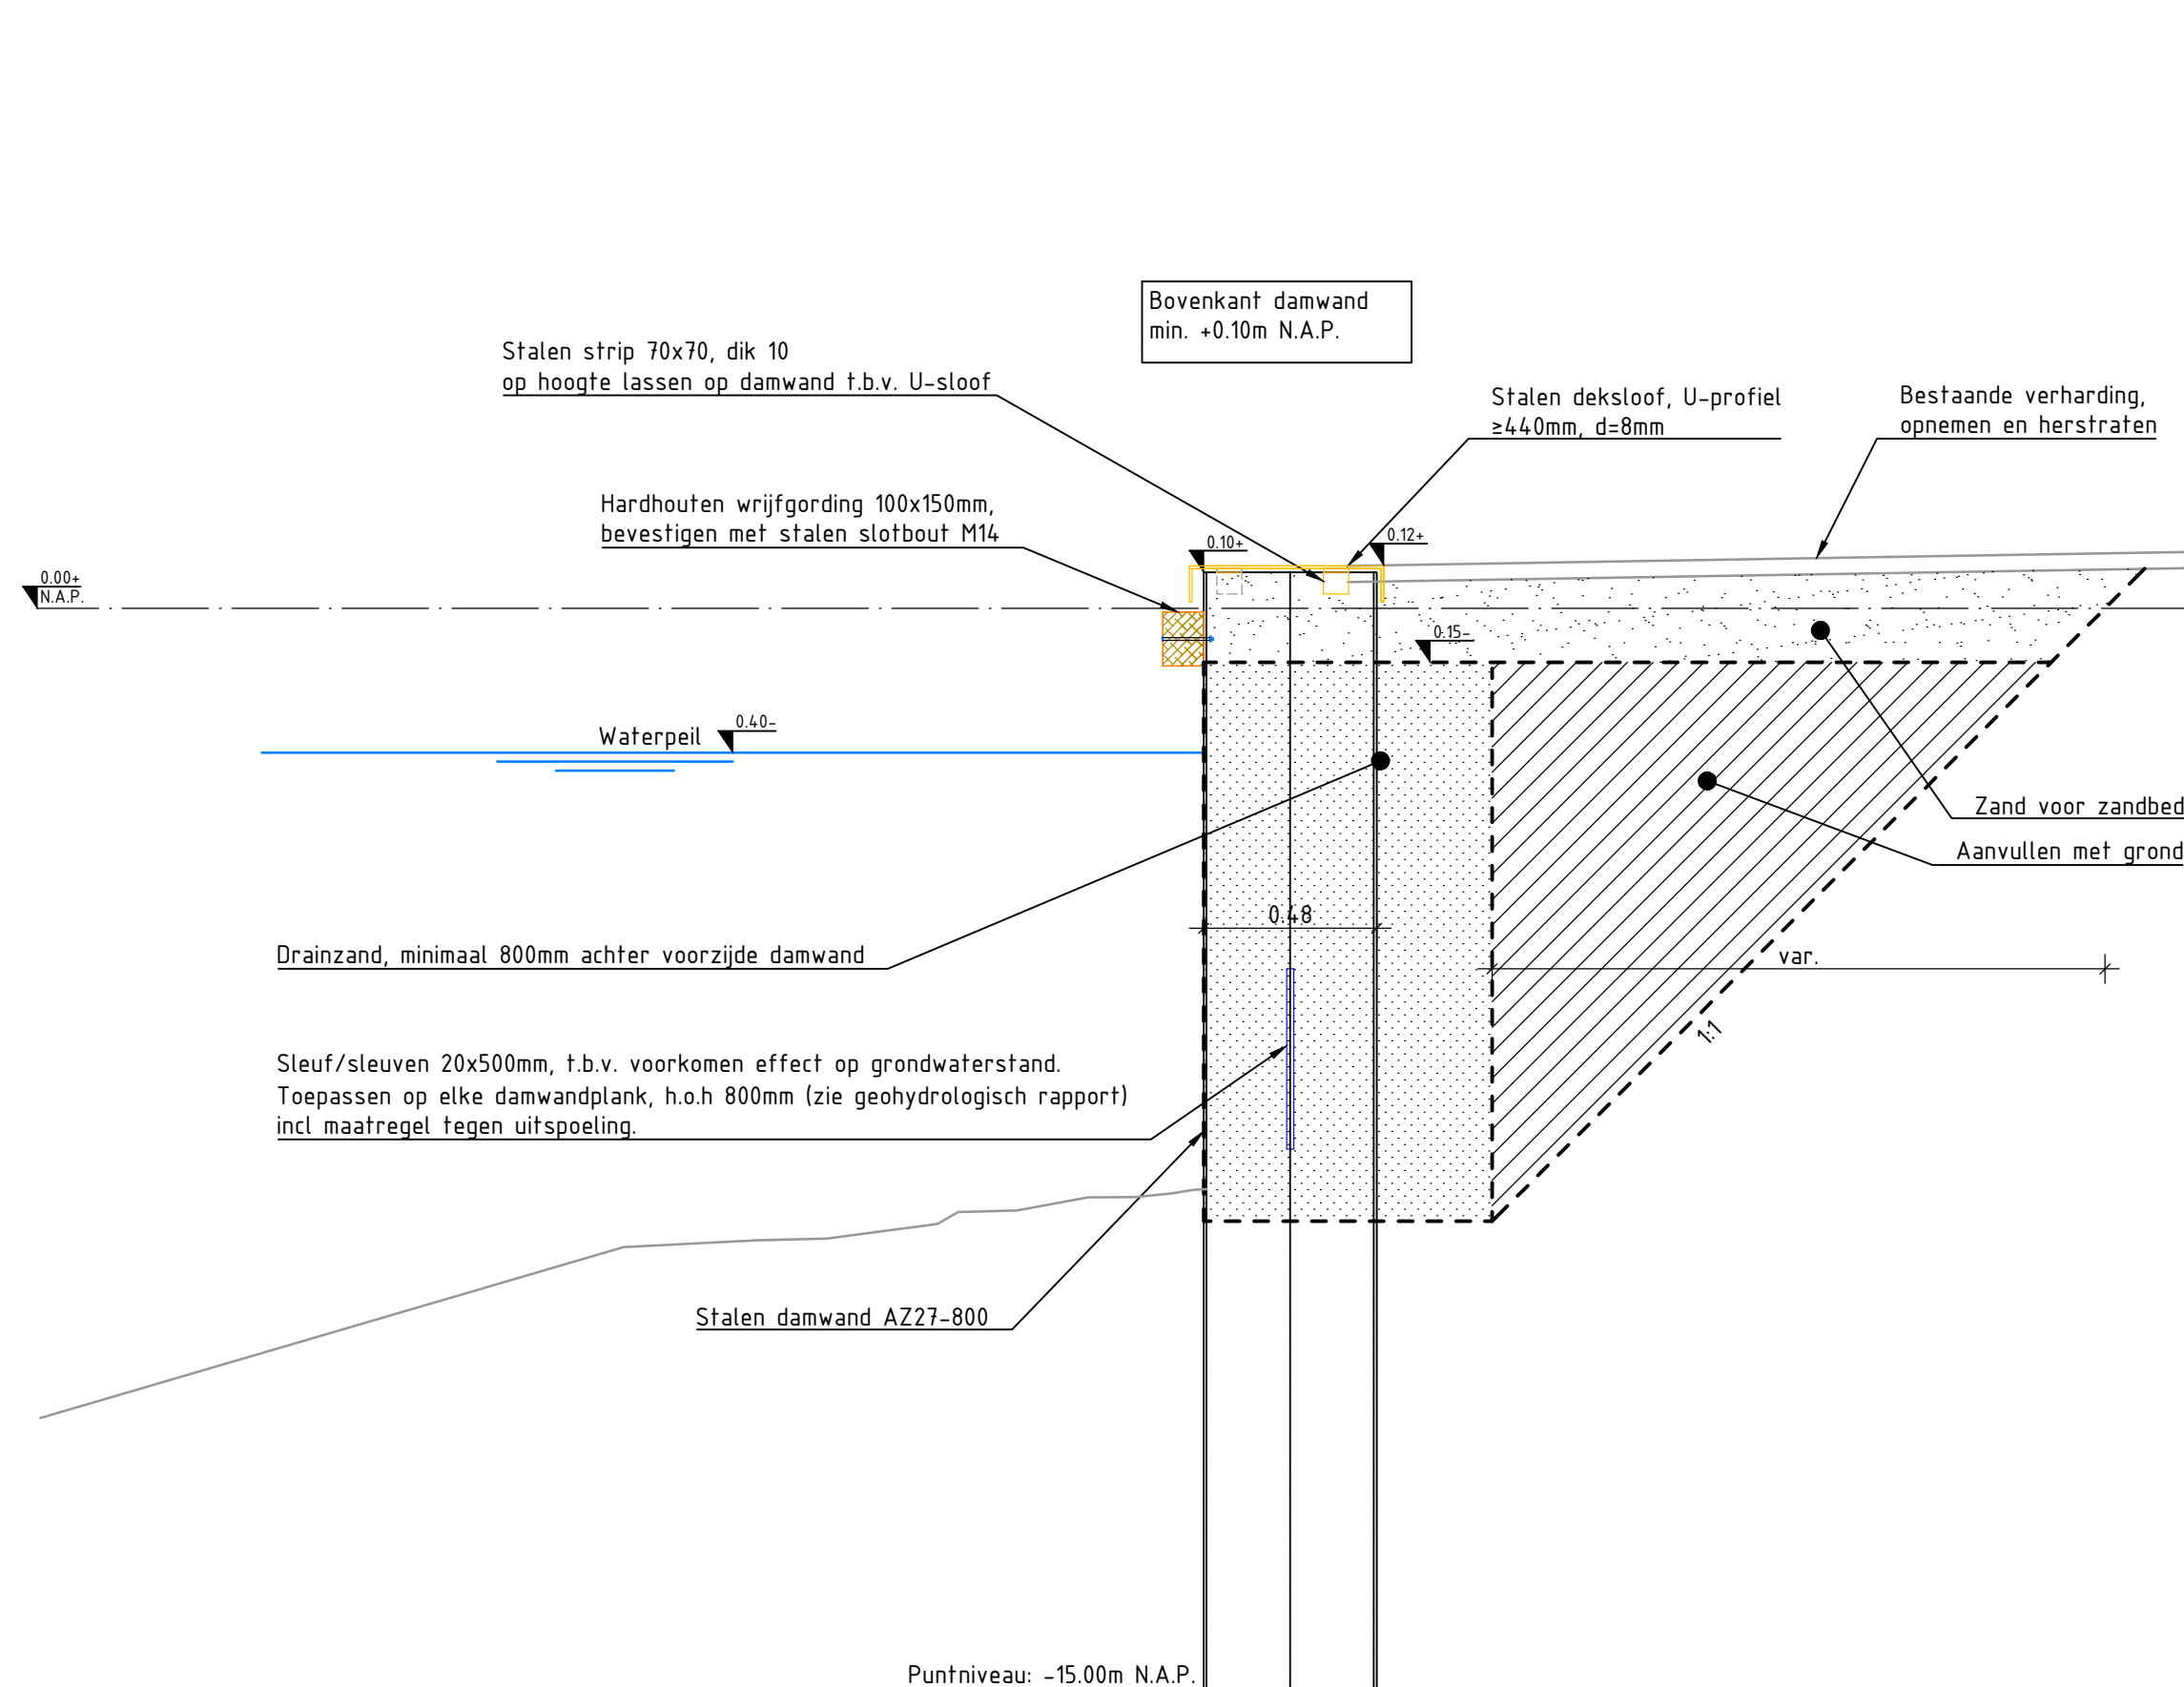 Bovenkant damwand
min. +0.10m N.A.P.
Stalen strip 70x70, dik 10
op hoogte lassen op damwand t.b.v. U-sloof
Stalen deksloof, U-profiel
≥440mm, d=8mm
Bestaande verharding,
opnemen en herstraten
Hardhouten wrijfgording 100x150mm,
bevestigen met stalen slotbout M14
0.10+
0.12+
0.00+
N.A.P.
0.15-
Waterpeil
0.40-
Zand voor zandbed
Aanvullen met grond
0.48
Drainzand, minimaal 800mm achter voorzijde damwand
var.
1:1
Sleuf/sleuven 20x500mm, t.b.v. voorkomen effect op grondwaterstand.
Toepassen op elke damwandplank, h.o.h 800mm (zie geohydrologisch rapport)
incl maatregel tegen uitspoeling.
Stalen damwand AZ27-800
Puntniveau: -15.00m N.A.P.